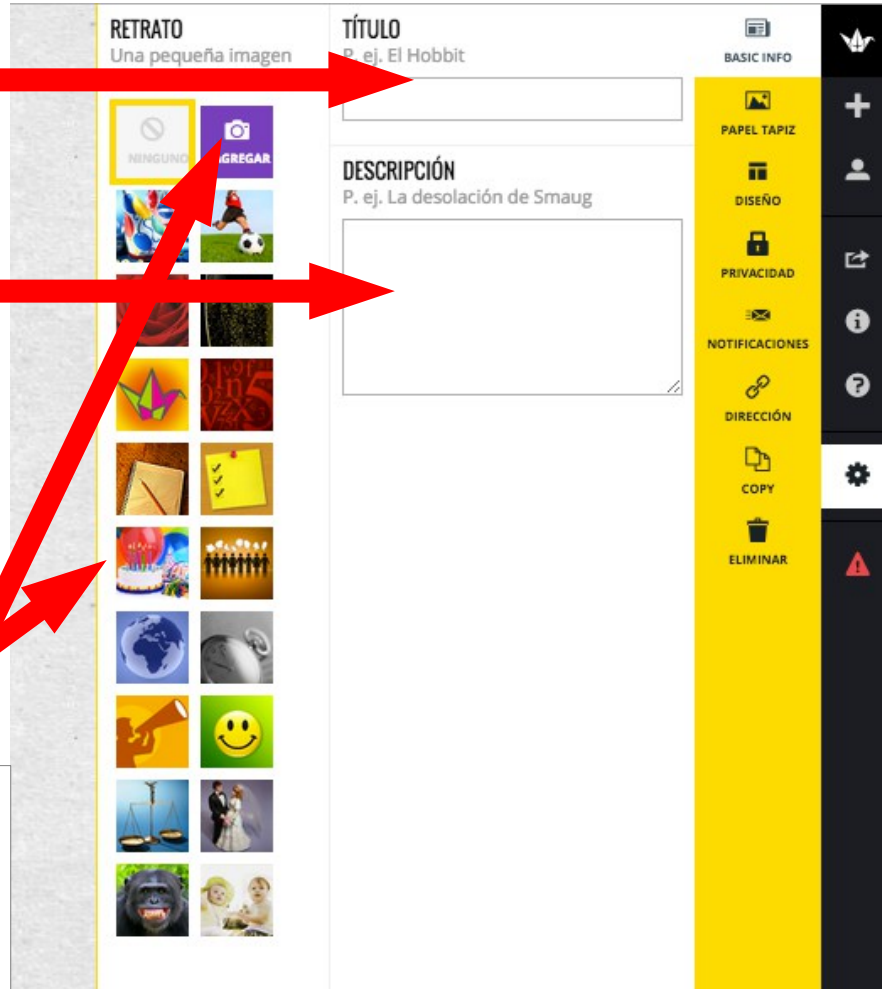 RETRATO
Una pequeña imagen
NINGUNO
AGREGAR
TÍTULO
P. ej. El Hobbit
DESCRIPCIÓN
P. ej. La desolación de Smaug
BASIC INFO
PAPEL TAPIZ
DISEÑO
PRIVACIDAD
NOTIFICACIONES
DIRECCIÓN
COPY
ELIMINAR